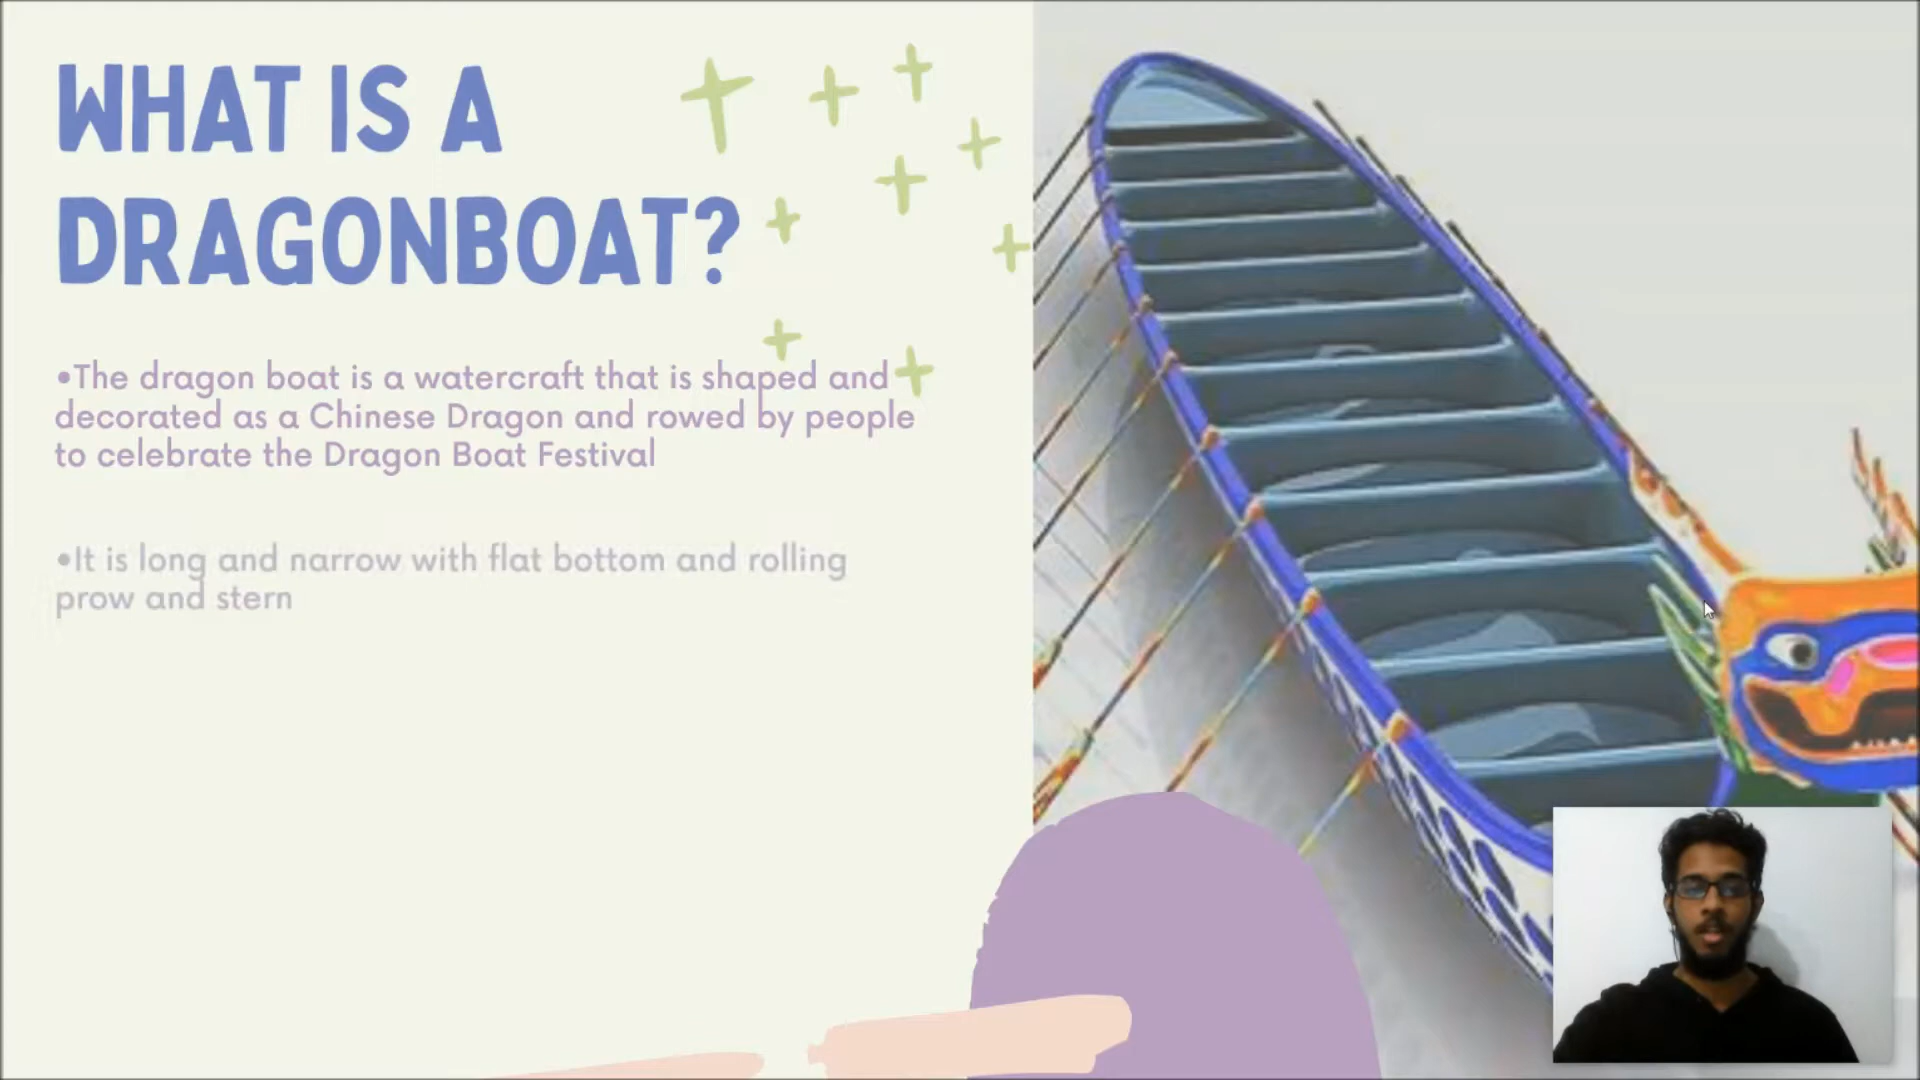 WHAT IS A
DRAGONBOAT?
•The dragon boat is a watercraft that is shaped and
decorated as a Chinese Dragon and rowed by people
to celebrate the Dragon Boat Festival
•It is long and narrow with flat bottom and rolling
prow and stern